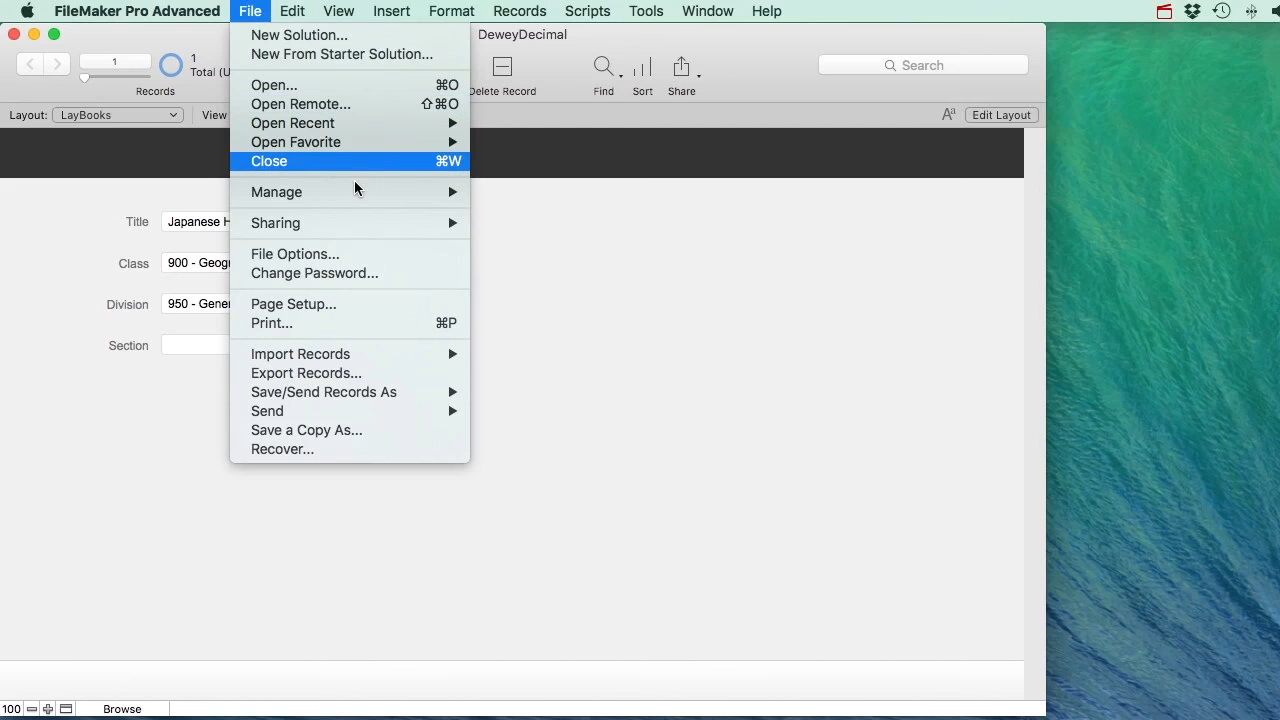 FileMaker Pro Advanced File Edit View Insert Format Records Scripts Tools Window Help
DeweyDecimal
1
1
Total (U
Records
Delete Record
Find
Sort
Share
Search
Layout: LayBooks View
Aa Edit Layout
New Solution...
New From Starter Solution...
Open... ⌘O
Open Remote... ⇧⌘O
Open Recent
Open Favorite
Close ⌘W
Manage
Sharing
File Options...
Change Password...
Page Setup...
Print... ⌘P
Import Records
Export Records...
Save/Send Records As
Send
Save a Copy As...
Recover...
Title Japanese H
Class 900 - Geogr
Division 950 - Gener
Section
100 Browse